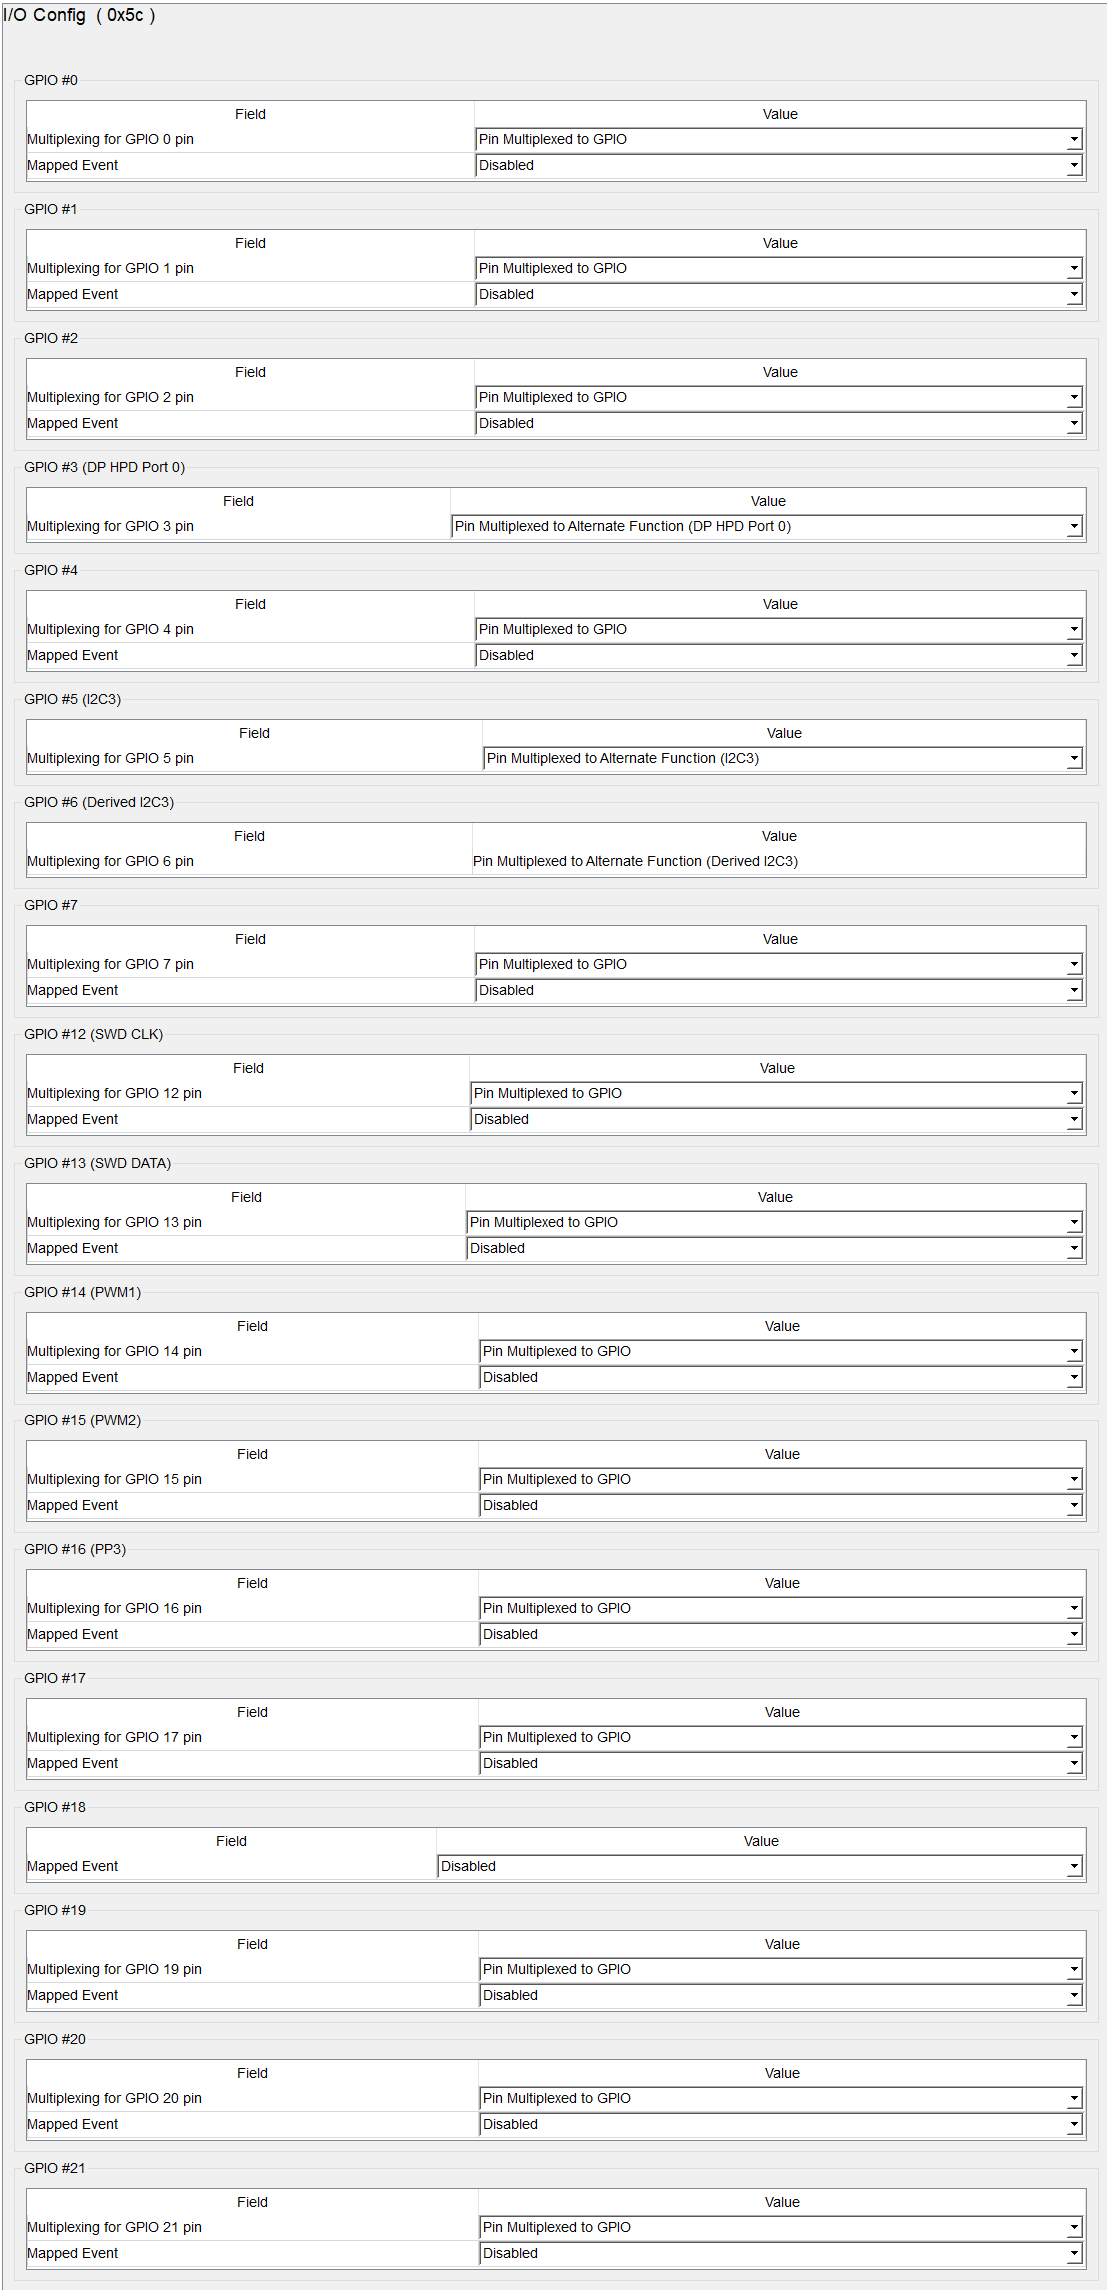 I/O Config ( 0x5c )
GPIO #0
Field Value
Multiplexing for GPIO 0 pin Pin Multiplexed to GPIO
Mapped Event Disabled
GPIO #1
Field Value
Multiplexing for GPIO 1 pin Pin Multiplexed to GPIO
Mapped Event Disabled
GPIO #2
Field Value
Multiplexing for GPIO 2 pin Pin Multiplexed to GPIO
Mapped Event Disabled
GPIO #3 (DP HPD Port 0)
Field Value
Multiplexing for GPIO 3 pin Pin Multiplexed to Alternate Function (DP HPD Port 0)
GPIO #4
Field Value
Multiplexing for GPIO 4 pin Pin Multiplexed to GPIO
Mapped Event Disabled
GPIO #5 (I2C3)
Field Value
Multiplexing for GPIO 5 pin Pin Multiplexed to Alternate Function (I2C3)
GPIO #6 (Derived I2C3)
Field Value
Multiplexing for GPIO 6 pin Pin Multiplexed to Alternate Function (Derived I2C3)
GPIO #7
Field Value
Multiplexing for GPIO 7 pin Pin Multiplexed to GPIO
Mapped Event Disabled
GPIO #12 (SWD CLK)
Field Value
Multiplexing for GPIO 12 pin Pin Multiplexed to GPIO
Mapped Event Disabled
GPIO #13 (SWD DATA)
Field Value
Multiplexing for GPIO 13 pin Pin Multiplexed to GPIO
Mapped Event Disabled
GPIO #14 (PWM1)
Field Value
Multiplexing for GPIO 14 pin Pin Multiplexed to GPIO
Mapped Event Disabled
GPIO #15 (PWM2)
Field Value
Multiplexing for GPIO 15 pin Pin Multiplexed to GPIO
Mapped Event Disabled
GPIO #16 (PP3)
Field Value
Multiplexing for GPIO 16 pin Pin Multiplexed to GPIO
Mapped Event Disabled
GPIO #17
Field Value
Multiplexing for GPIO 17 pin Pin Multiplexed to GPIO
Mapped Event Disabled
GPIO #18
Field Value
Mapped Event Disabled
GPIO #19
Field Value
Multiplexing for GPIO 19 pin Pin Multiplexed to GPIO
Mapped Event Disabled
GPIO #20
Field Value
Multiplexing for GPIO 20 pin Pin Multiplexed to GPIO
Mapped Event Disabled
GPIO #21
Field Value
Multiplexing for GPIO 21 pin Pin Multiplexed to GPIO
Mapped Event Disabled